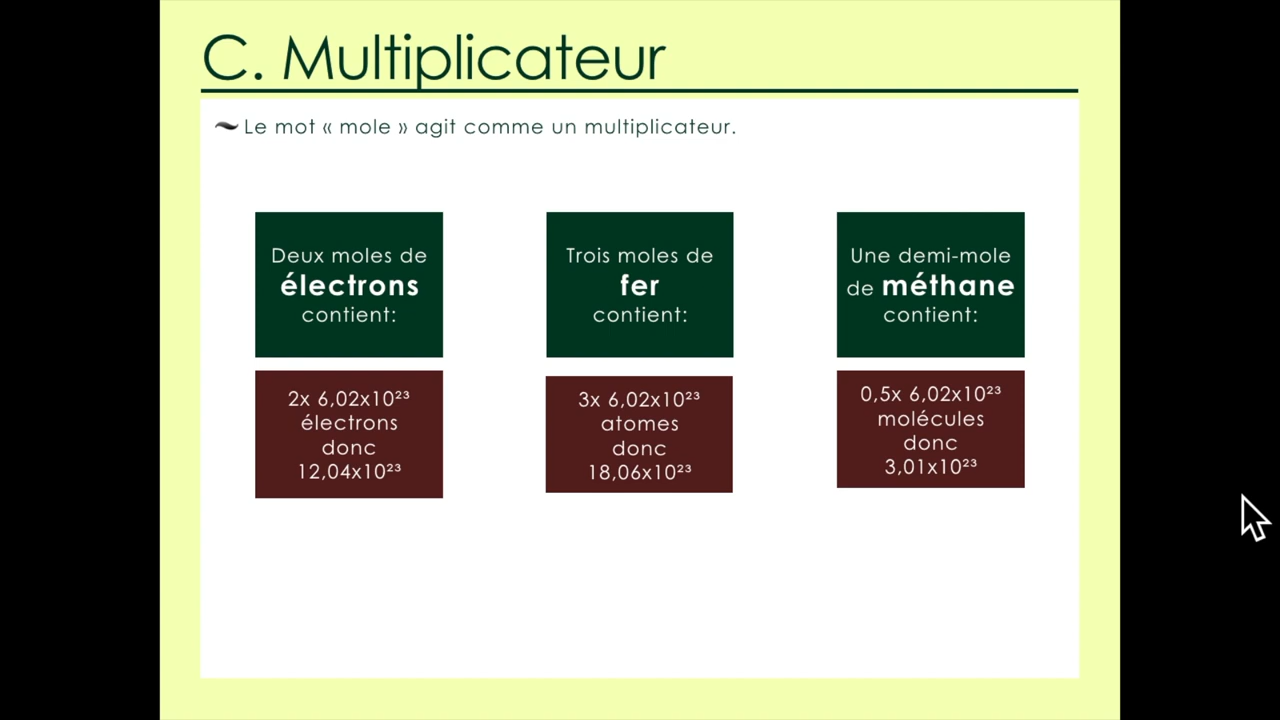 C. Multiplicateur
Le mot « mole » agit comme un multiplicateur.
Deux moles de
électrons
contient:
2x 6,02x10²³
électrons
donc
12,04x10²³
Trois moles de
fer
contient:
3x 6,02x10²³
atomes
donc
18,06x10²³
Une demi-mole
de méthane
contient:
0,5x 6,02x10²³
molécules
donc
3,01x10²³